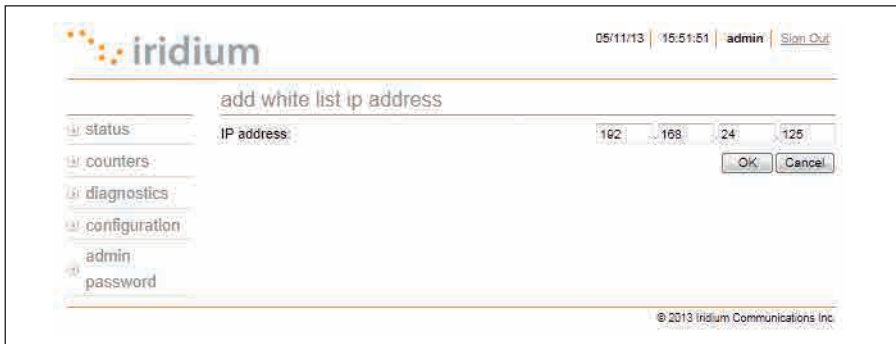 iridium
05/11/13 15:51:51 admin Sign Out
add white list ip address
status
counters
diagnostics
configuration
admin
password
IP address: 192 . 168 . 24 . 125
OK Cancel
© 2013 Iridium Communications Inc.